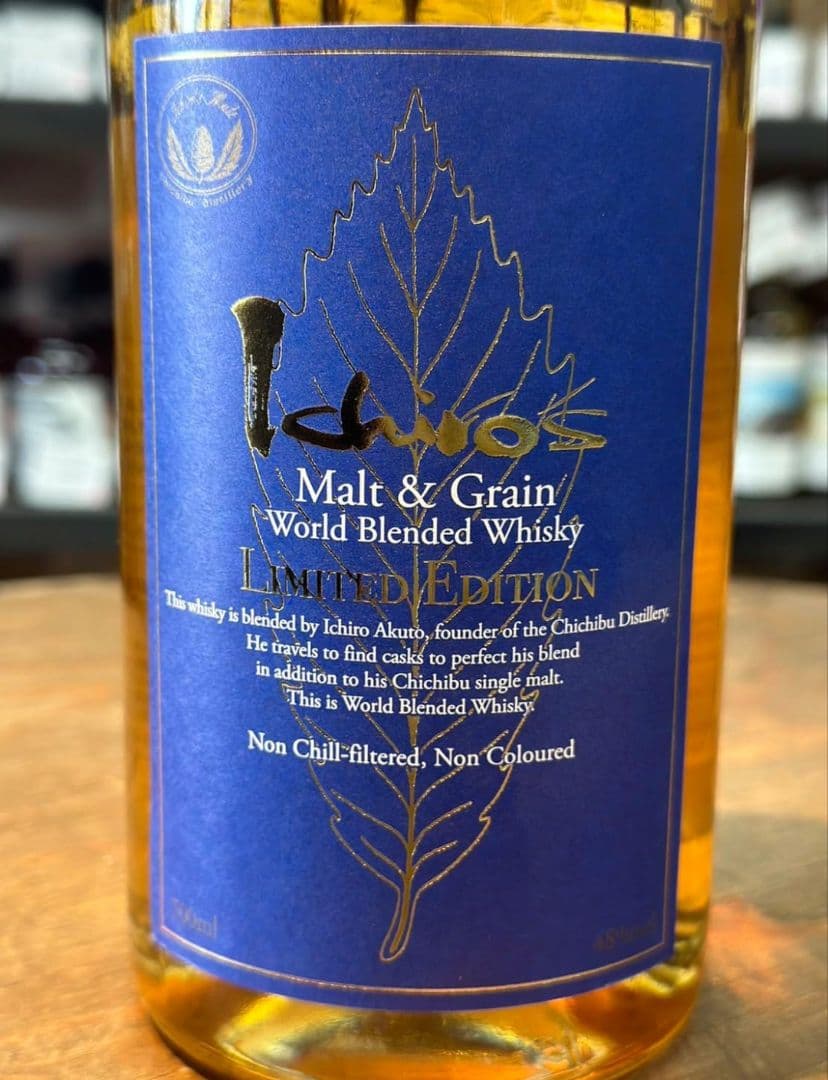 Ichiro's
Malt & Grain
World Blended Whisky
LIMITED EDITION
This whisky is blended by Ichiro Akuto, founder of the Chichibu Distillery.
He travels to find casks to perfect his blend
in addition to his Chichibu single malt.
This is World Blended Whisky.
Non Chill-filtered, Non Coloured